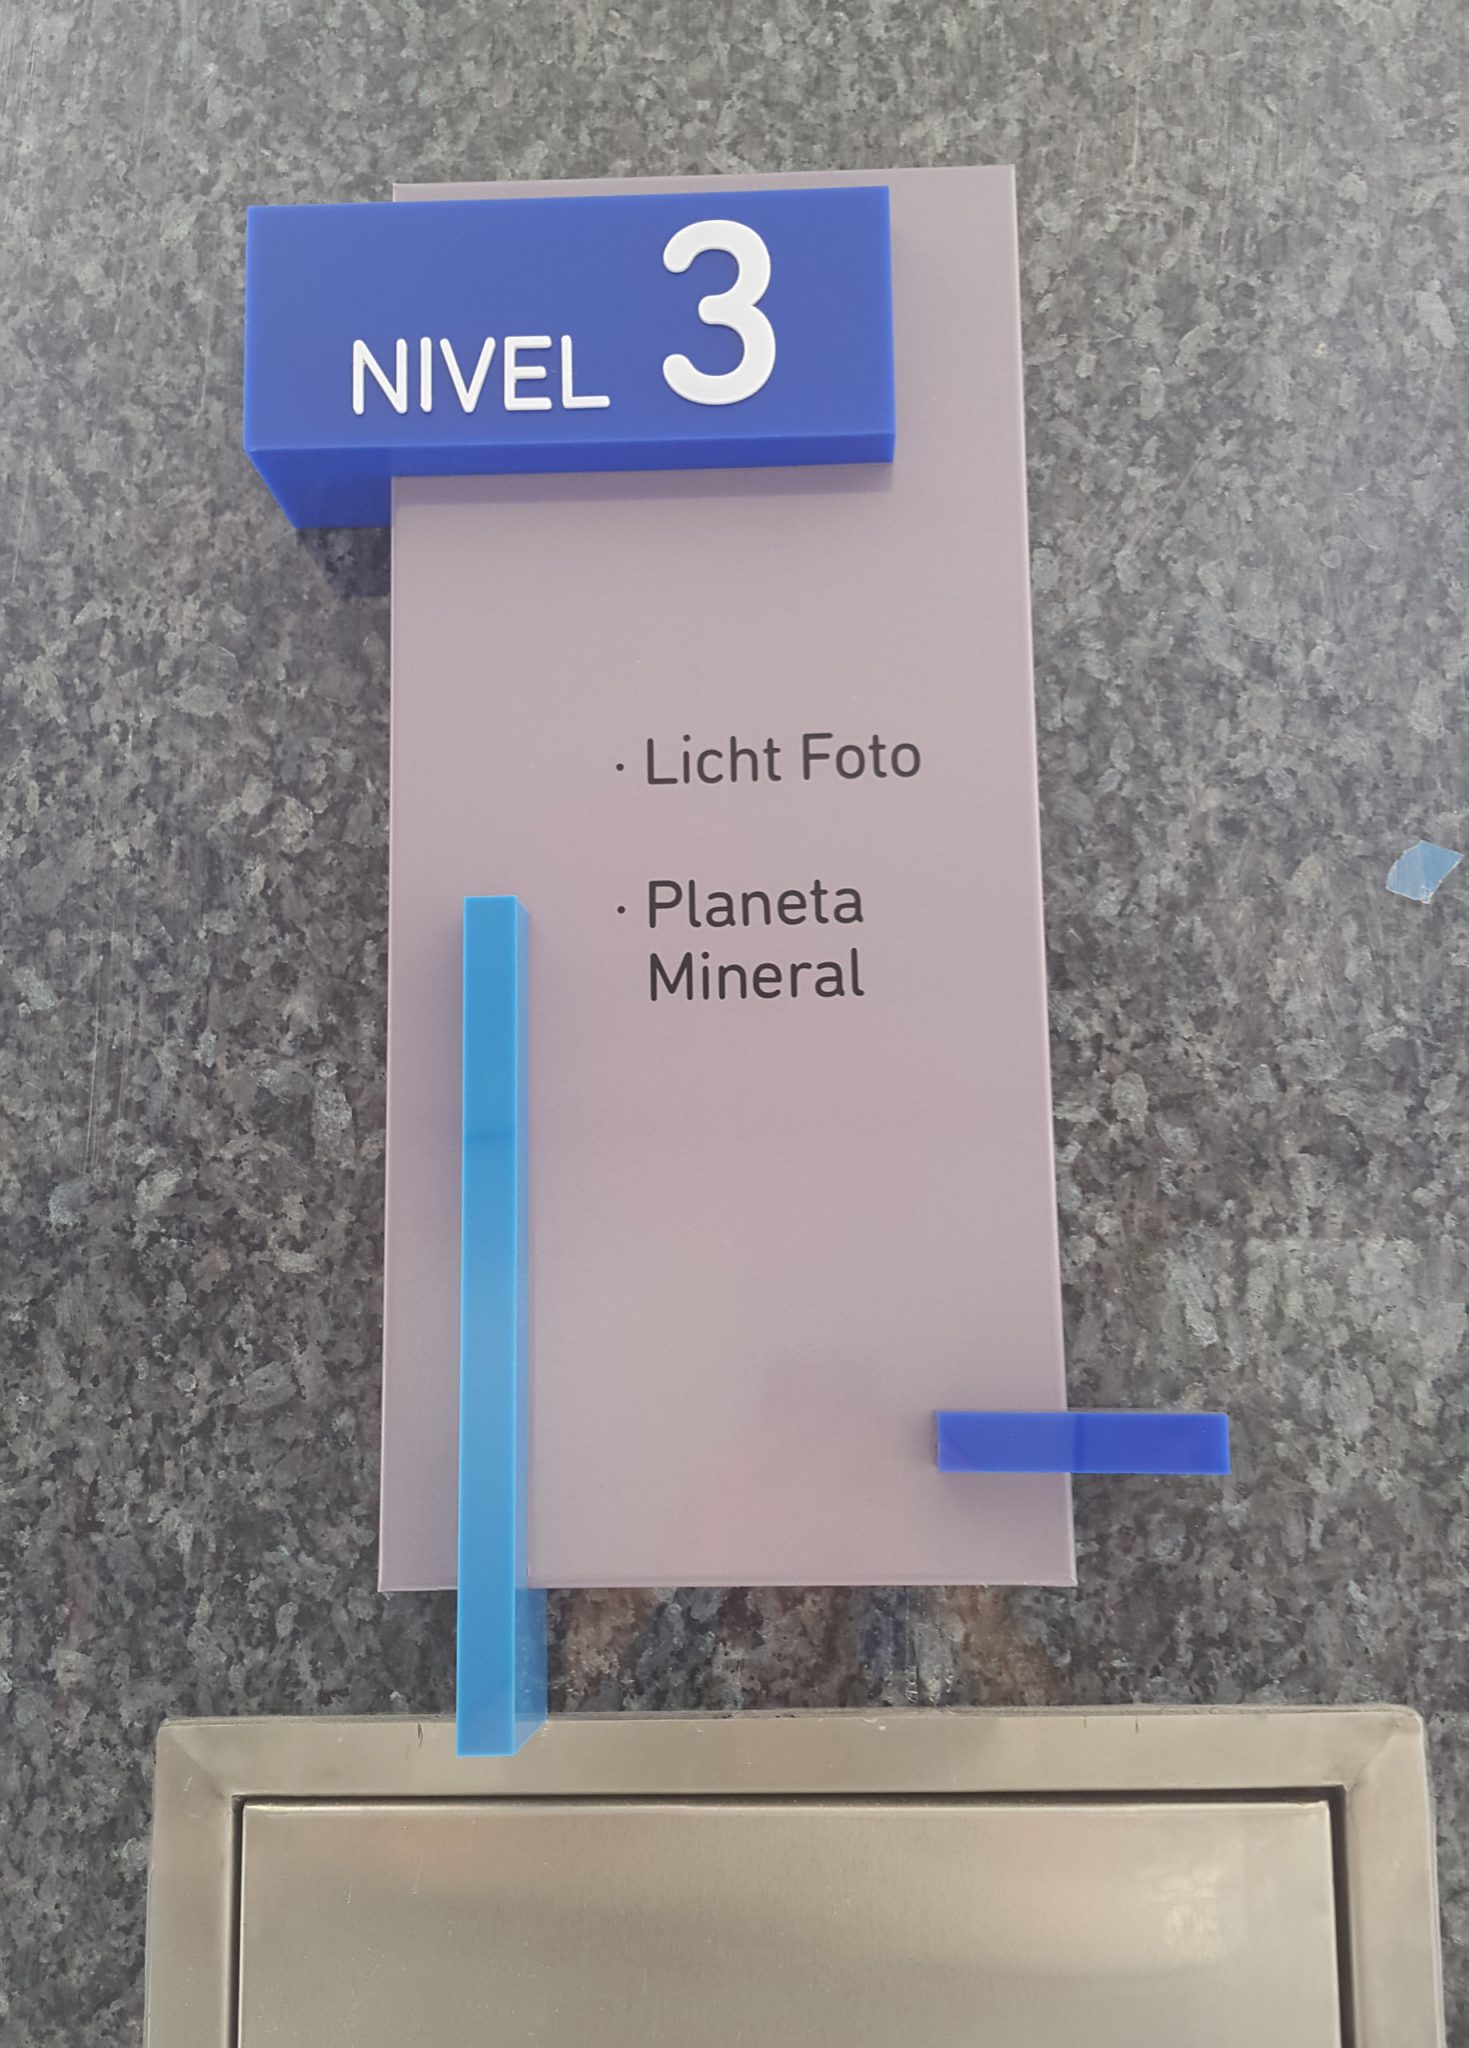 NIVEL 3
· Licht Foto
· Planeta
Mineral